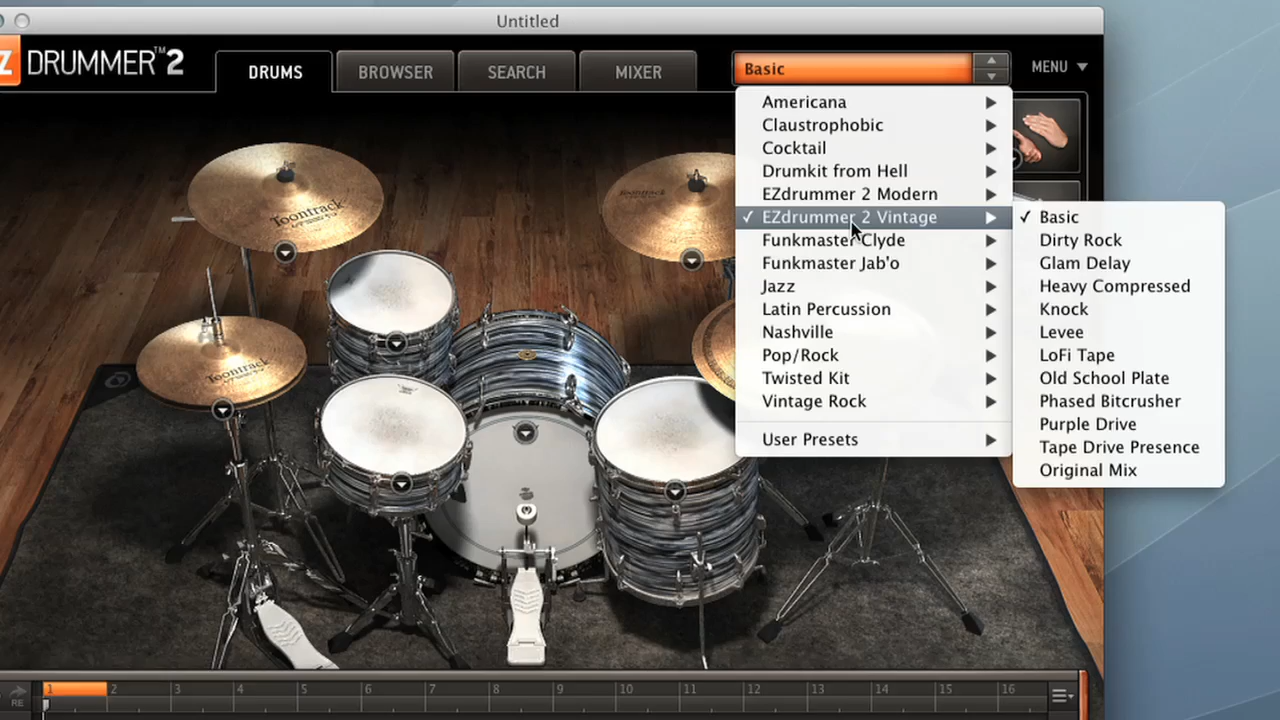 Untitled
Z DRUMMER™2
DRUMS
BROWSER
SEARCH
MIXER
Basic
MENU
Americana
Claustrophobic
Cocktail
Drumkit from Hell
EZdrummer 2 Modern
✓ EZdrummer 2 Vintage
Funkmaster Clyde
Funkmaster Jab'o
Jazz
Latin Percussion
Nashville
Pop/Rock
Twisted Kit
Vintage Rock
User Presets
✓ Basic
Dirty Rock
Glam Delay
Heavy Compressed
Knock
Levee
LoFi Tape
Old School Plate
Phased Bitcrusher
Purple Drive
Tape Drive Presence
Original Mix
Toontrack
Toontrack
Toontrack
RE
1 2 3 4 5 6 7 8 9 10 11 12 13 14 15 16